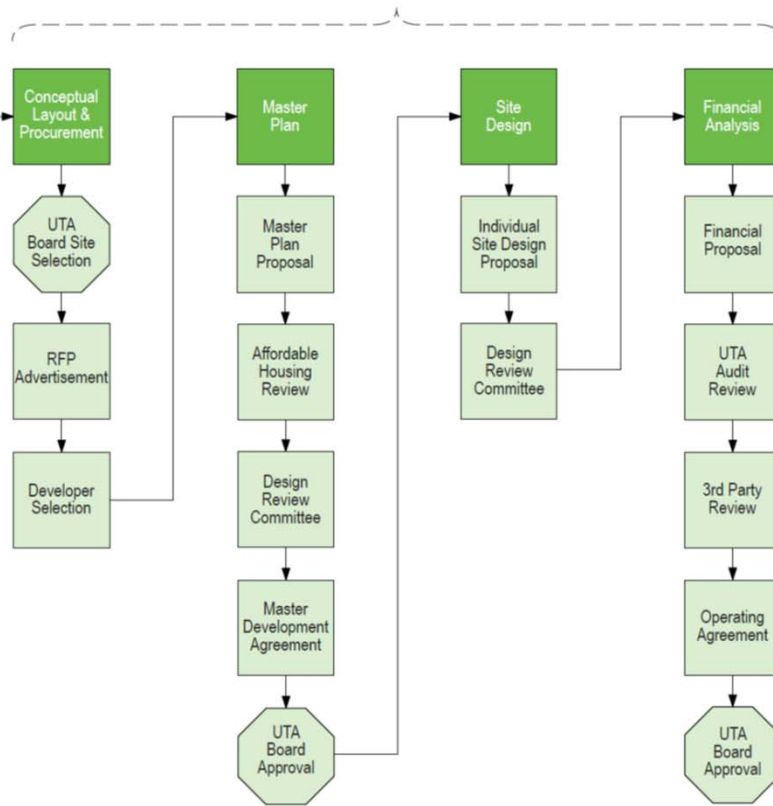 Conceptual
Layout &
Procurement
UTA
Board Site
Selection
RFP
Advertisement
Developer
Selection
Master
Plan
Master
Plan
Proposal
Affordable
Housing
Review
Design
Review
Committee
Master
Development
Agreement
UTA
Board
Approval
Site
Design
Individual
Site Design
Proposal
Design
Review
Committee
Financial
Analysis
Financial
Proposal
UTA
Audit
Review
3rd Party
Review
Operating
Agreement
UTA
Board
Approval